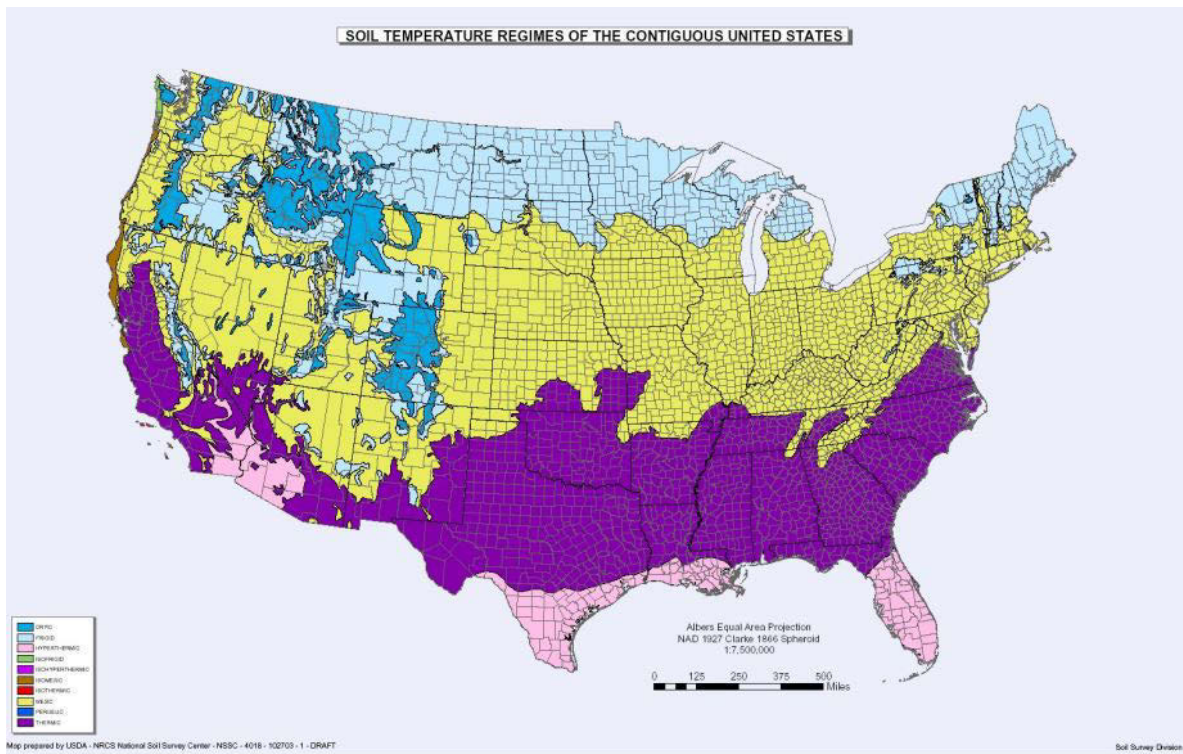 SOIL TEMPERATURE REGIMES OF THE CONTIGUOUS UNITED STATES
Albers Equal Area Projection
NAD 1927 Clarke 1866 Spheroid
1:7,500,000
0 125 250 375 500
Miles
CRYIC
FRIGID
HYPERTHERMIC
ISOFRIGID
ISOHYPERTHERMIC
ISOMESIC
ISOTHERMIC
MESIC
PERGELIC
THERMIC
Map prepared by USDA - NRCS National Soil Survey Center - NSSC - 4018 - 102703 - 1 - DRAFT
Soil Survey Division